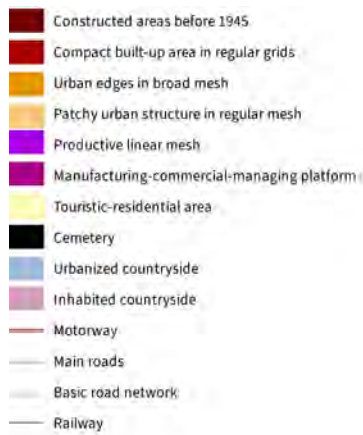 Constructed areas before 1945
Compact built-up area in regular grids
Urban edges in broad mesh
Patchy urban structure in regular mesh
Productive linear mesh
Manufacturing-commercial-managing platform
Touristic-residential area
Cemetery
Urbanized countryside
Inhabited countryside
Motorway
Main roads
Basic road network
Railway